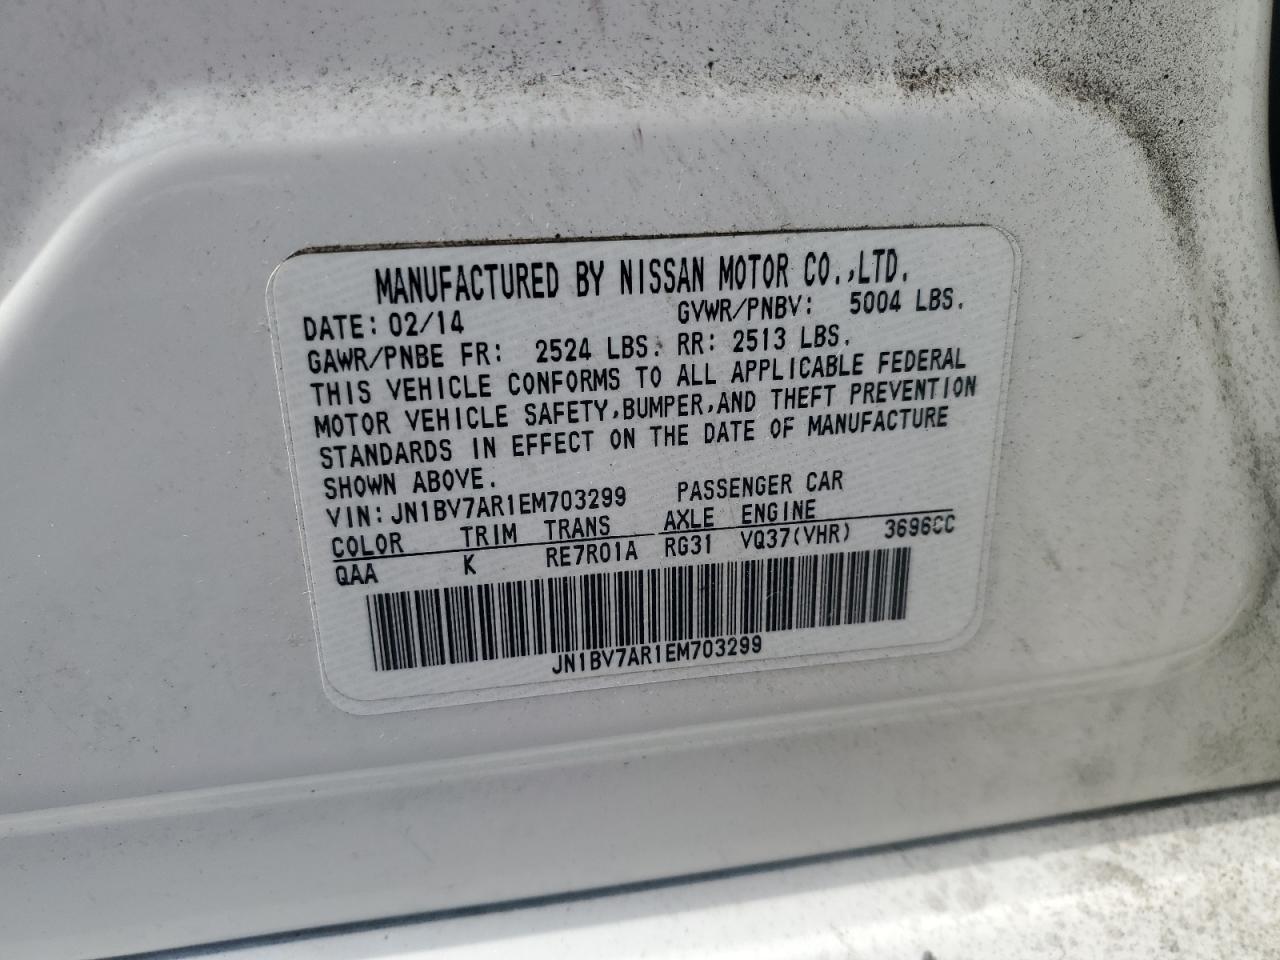 MANUFACTURED BY NISSAN MOTOR CO.,LTD.
DATE: 02/14 GVWR/PNBV: 5004 LBS.
GAWR/PNBE FR: 2524 LBS. RR: 2513 LBS.
THIS VEHICLE CONFORMS TO ALL APPLICABLE FEDERAL
MOTOR VEHICLE SAFETY,BUMPER,AND THEFT PREVENTION
STANDARDS IN EFFECT ON THE DATE OF MANUFACTURE
SHOWN ABOVE.
VIN: JN1BV7AR1EM703299 PASSENGER CAR
COLOR TRIM TRANS AXLE ENGINE
QAA K RE7R01A RG31 VQ37(VHR) 3696CC
JN1BV7AR1EM703299